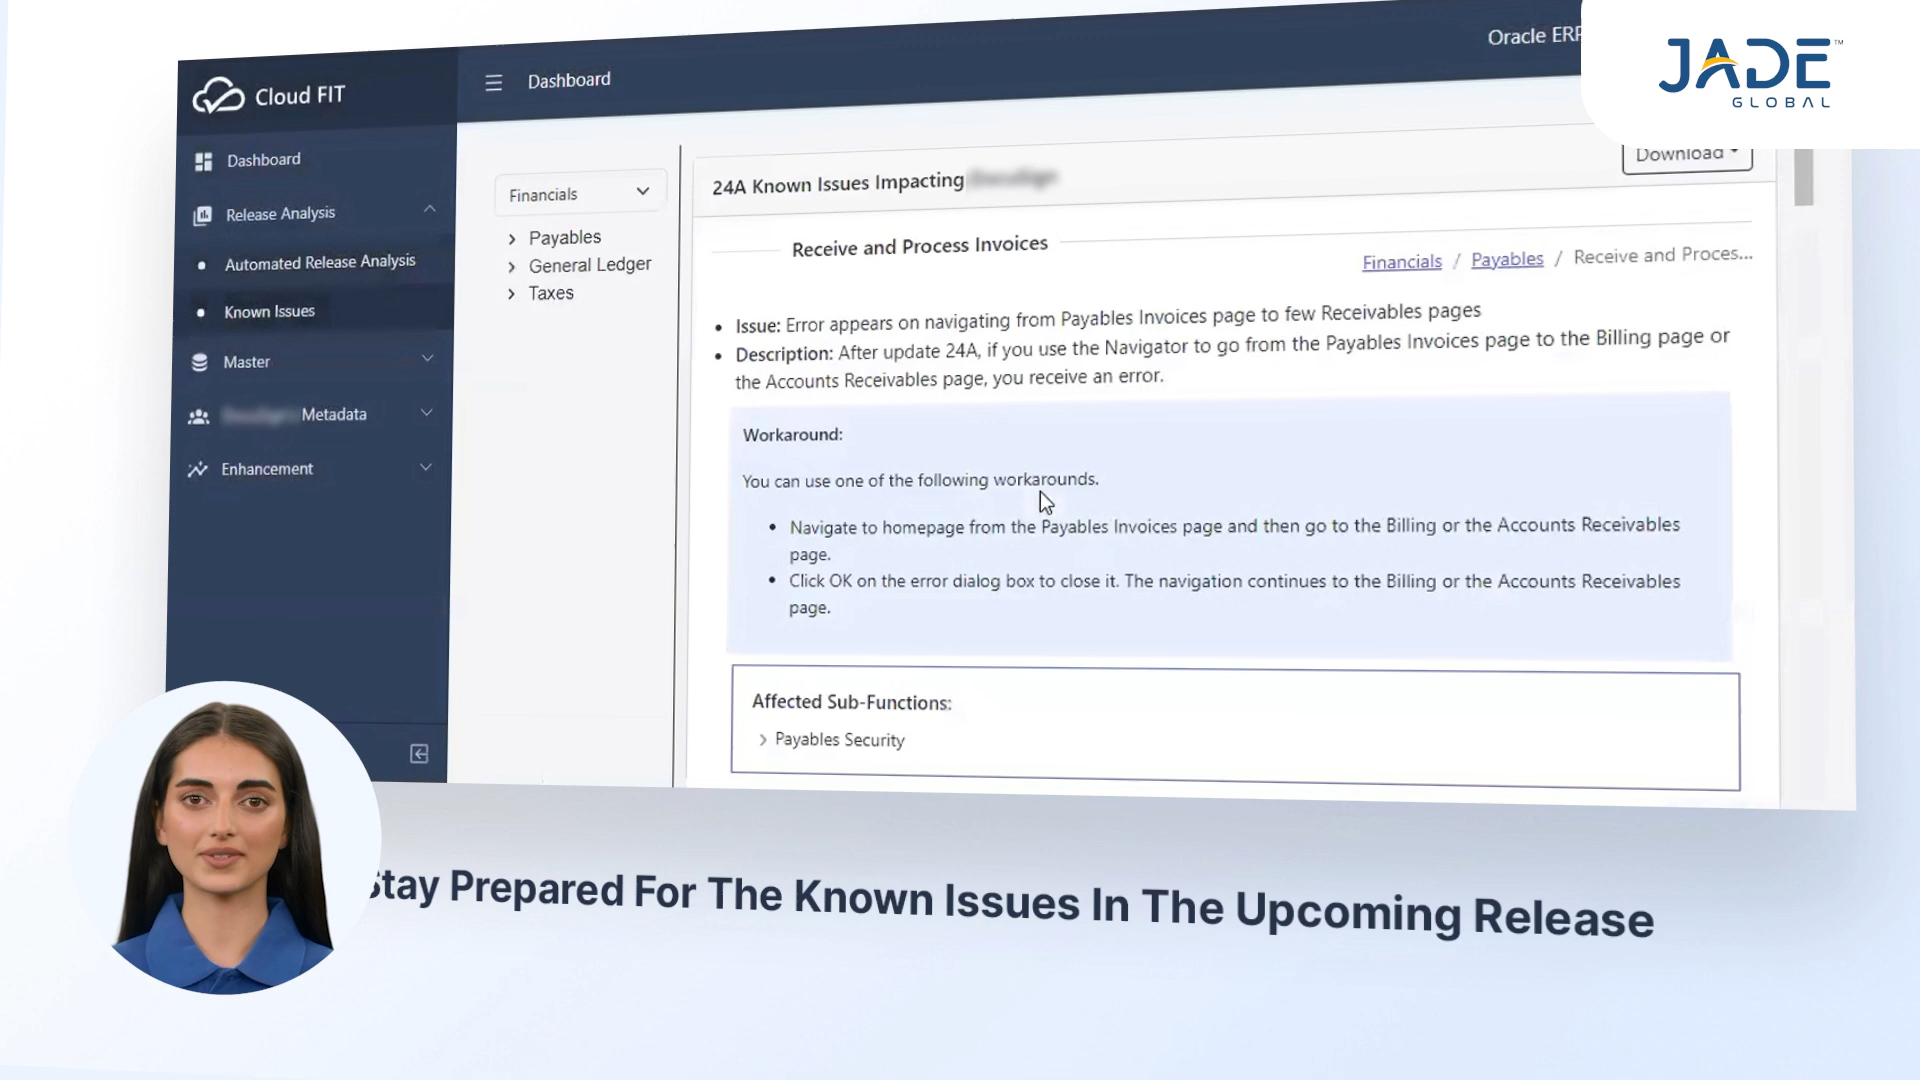 Cloud FIT
Dashboard
Oracle ERP
JADE™
GLOBAL
Dashboard
Release Analysis
Automated Release Analysis
Known Issues
Master
Metadata
Enhancement
Financials
Payables
General Ledger
Taxes
24A Known Issues Impacting
Download
Receive and Process Invoices
Financials / Payables / Receive and Proces...
• Issue: Error appears on navigating from Payables Invoices page to few Receivables pages
• Description: After update 24A, if you use the Navigator to go from the Payables Invoices page to the Billing page or
the Accounts Receivables page, you receive an error.
Workaround:
You can use one of the following workarounds.
• Navigate to homepage from the Payables Invoices page and then go to the Billing or the Accounts Receivables
page.
• Click OK on the error dialog box to close it. The navigation continues to the Billing or the Accounts Receivables
page.
Affected Sub-Functions:
Payables Security
Stay Prepared For The Known Issues In The Upcoming Release